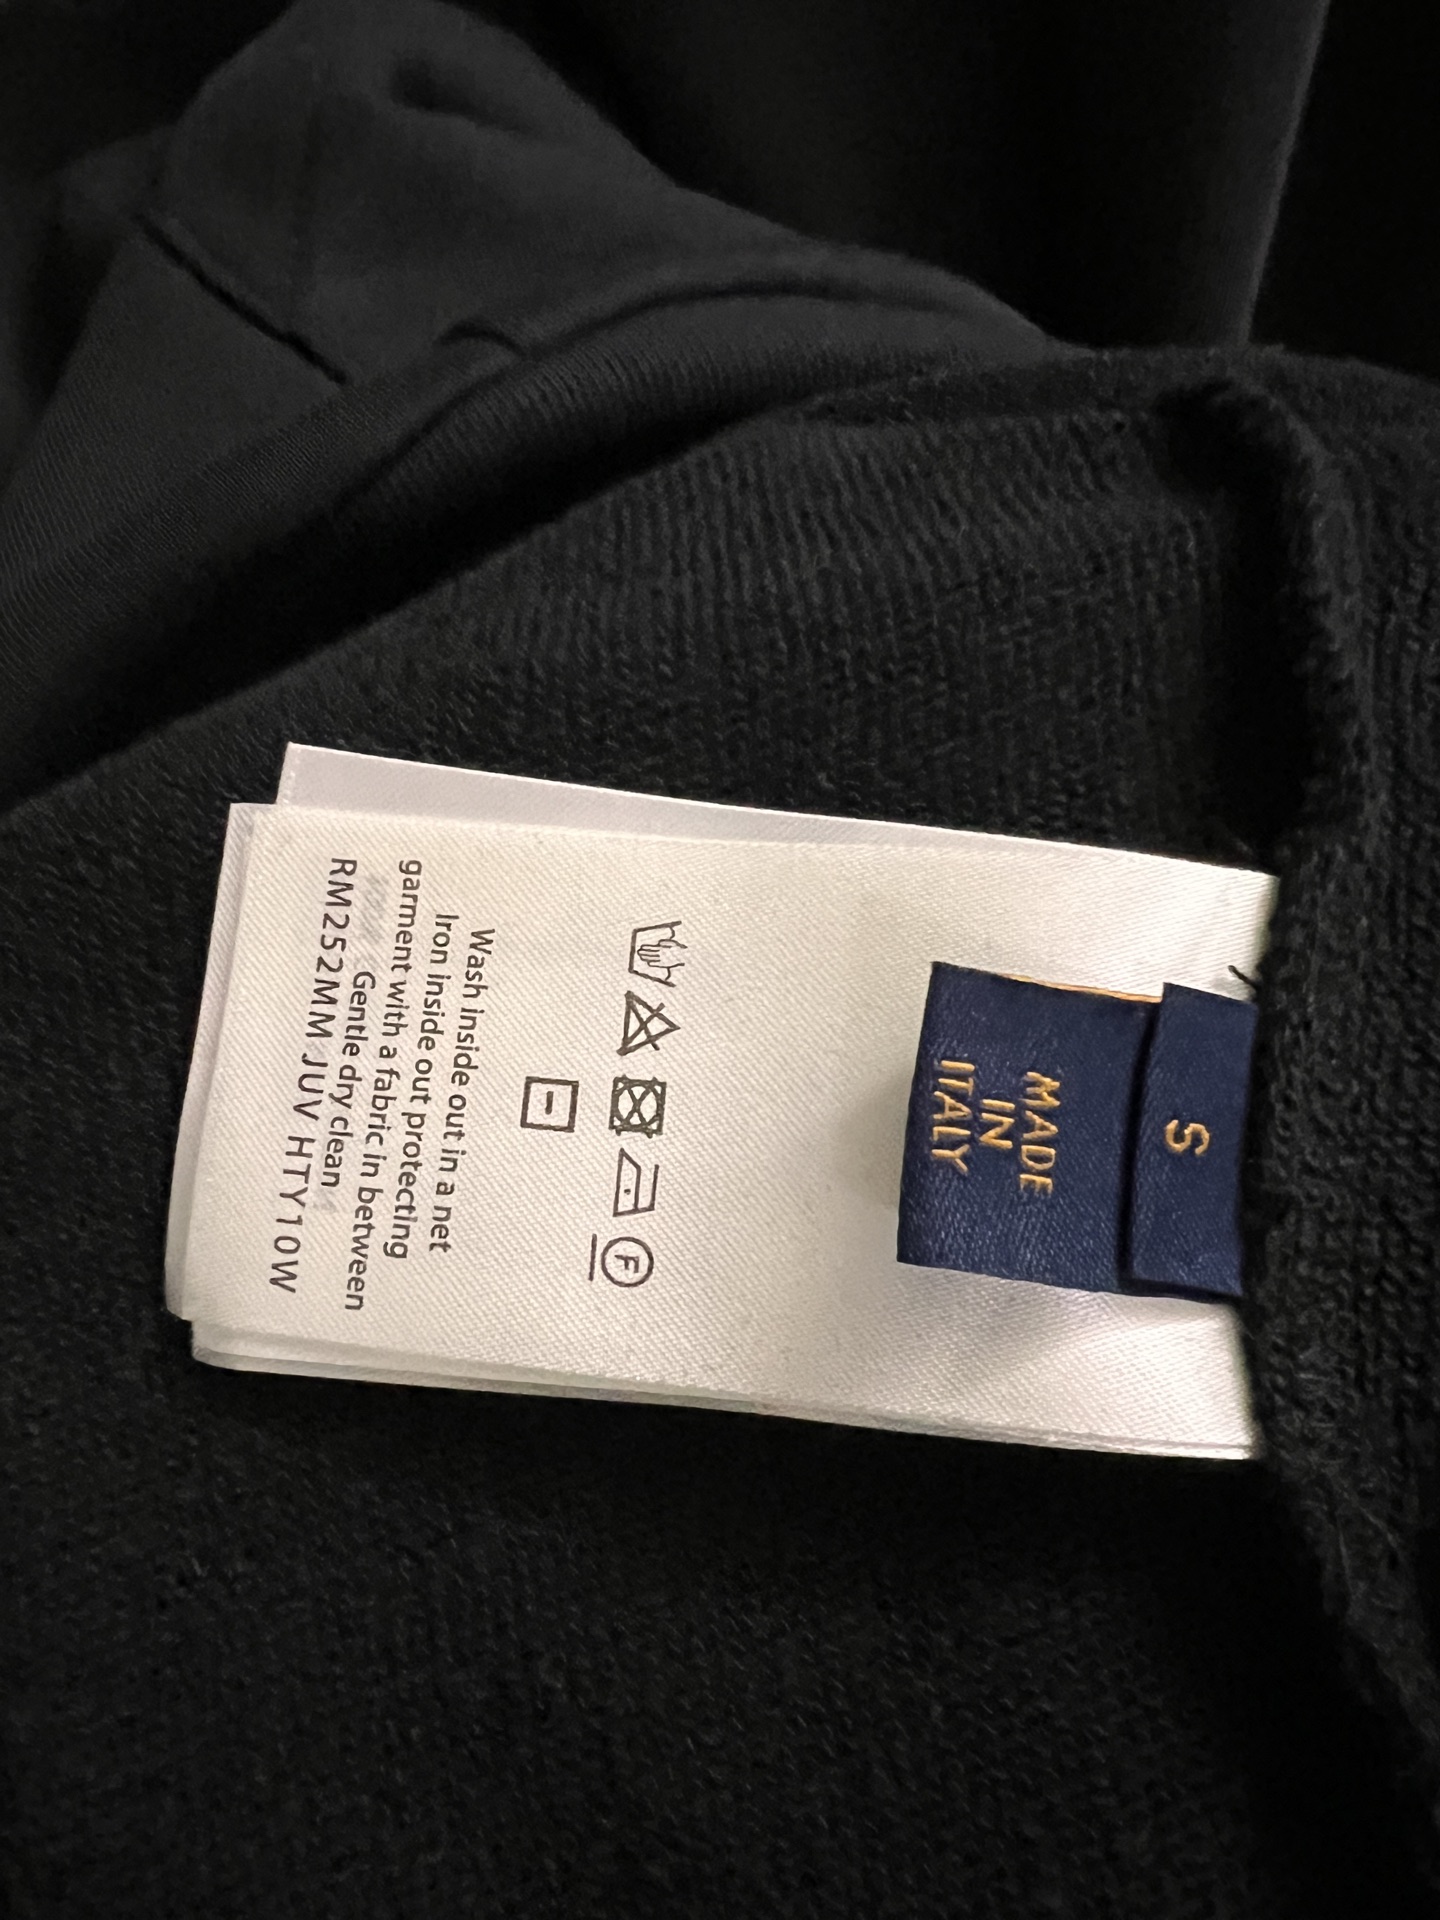 S
MADE
IN
ITALY
F
Wash inside out in a net
Iron inside out protecting
garment with a fabric in between
Gentle dry clean
RM252MM JUV HTY10W